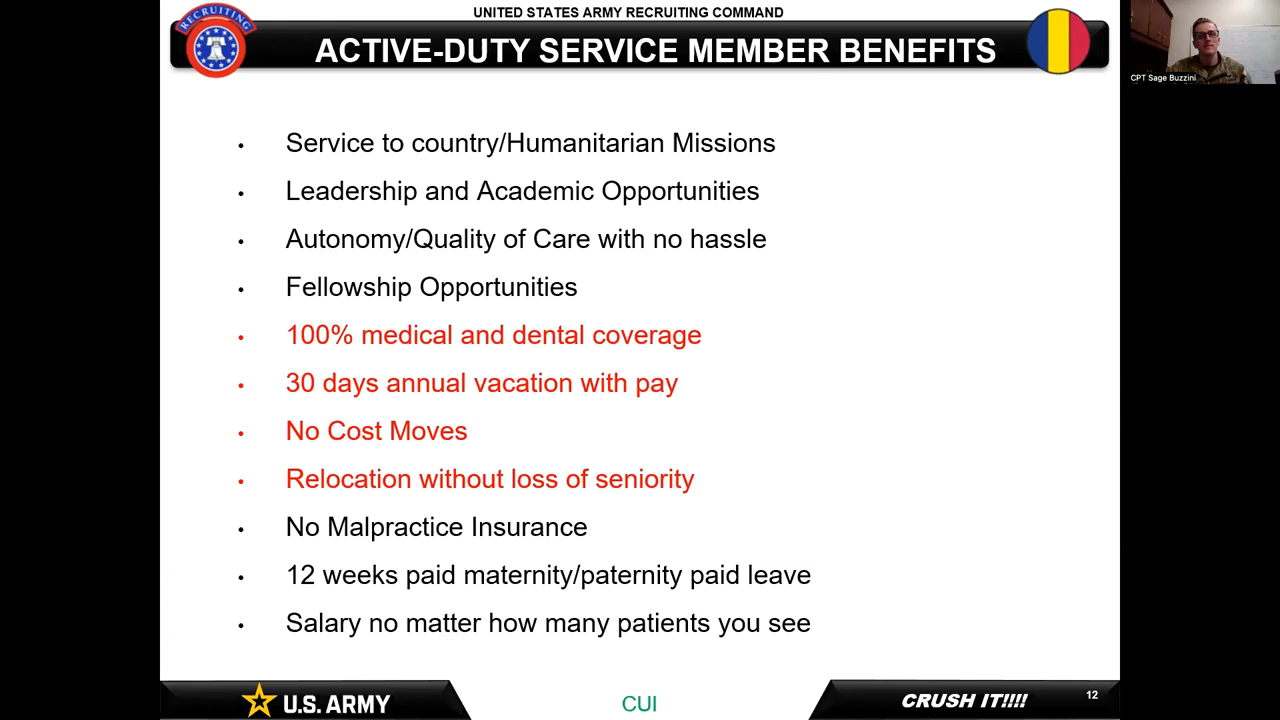 UNITED STATES ARMY RECRUITING COMMAND
RECRUITING
ACTIVE-DUTY SERVICE MEMBER BENEFITS
CPT Sage Buzzini
• Service to country/Humanitarian Missions
• Leadership and Academic Opportunities
• Autonomy/Quality of Care with no hassle
• Fellowship Opportunities
• 100% medical and dental coverage
• 30 days annual vacation with pay
• No Cost Moves
• Relocation without loss of seniority
• No Malpractice Insurance
• 12 weeks paid maternity/paternity paid leave
• Salary no matter how many patients you see
U.S. ARMY
CUI
CRUSH IT!!!!
12